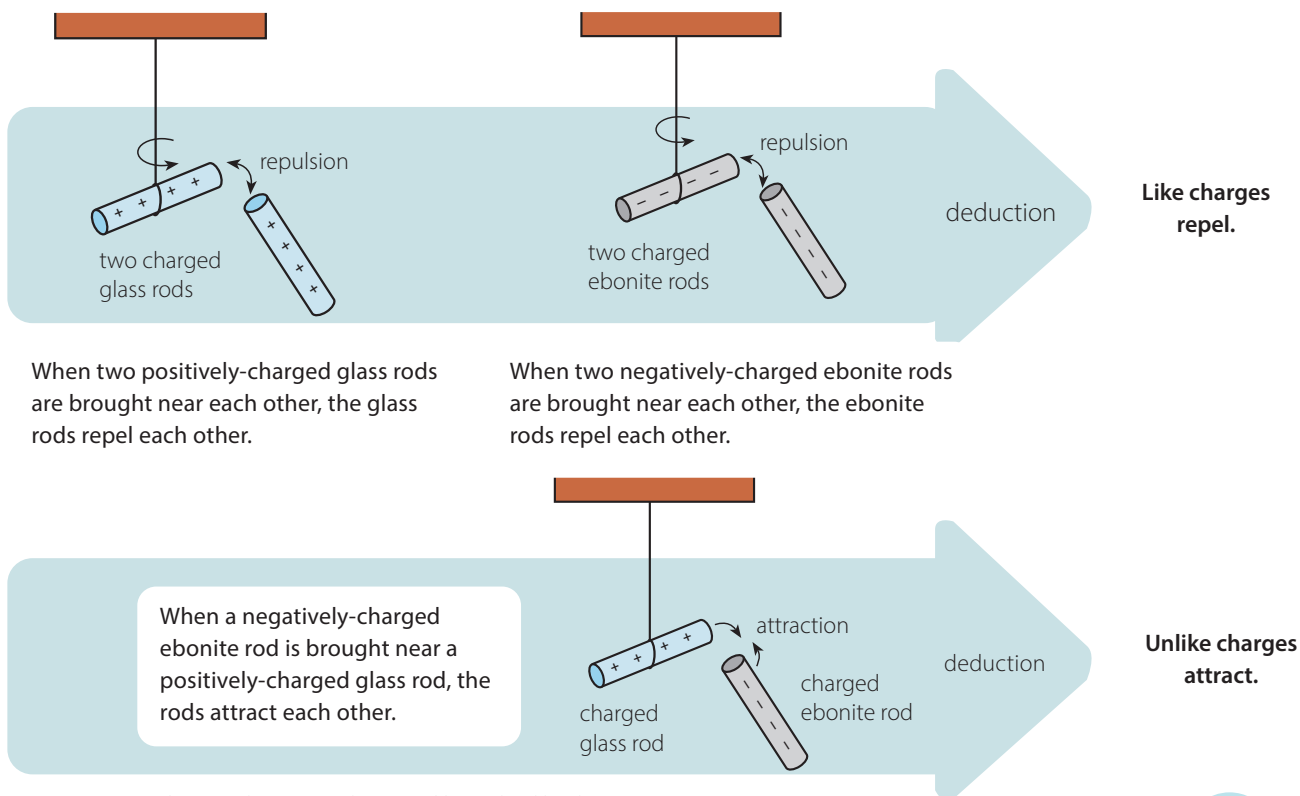 repulsion
+ + + +
two charged
glass rods
+ + + +
repulsion
– – – –
two charged
ebonite rods
– – – –
deduction
Like charges
repel.
When two positively-charged glass rods
are brought near each other, the glass
rods repel each other.
When two negatively-charged ebonite rods
are brought near each other, the ebonite
rods repel each other.
When a negatively-charged
ebonite rod is brought near a
positively-charged glass rod, the
rods attract each other.
attraction
+ + + +
charged
glass rod
– – – –
charged
ebonite rod
deduction
Unlike charges
attract.